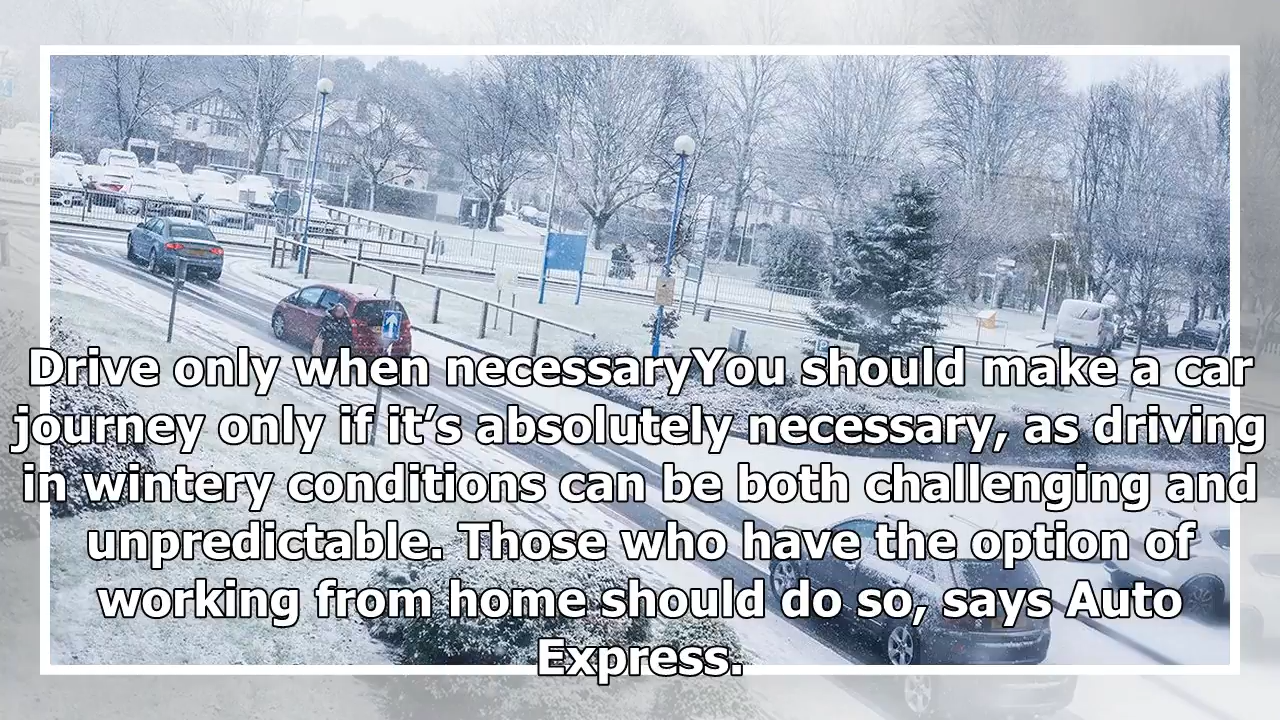 Drive only when necessaryYou should make a car
journey only if it’s absolutely necessary, as driving
in wintery conditions can be both challenging and
unpredictable. Those who have the option of
working from home should do so, says Auto
Express.